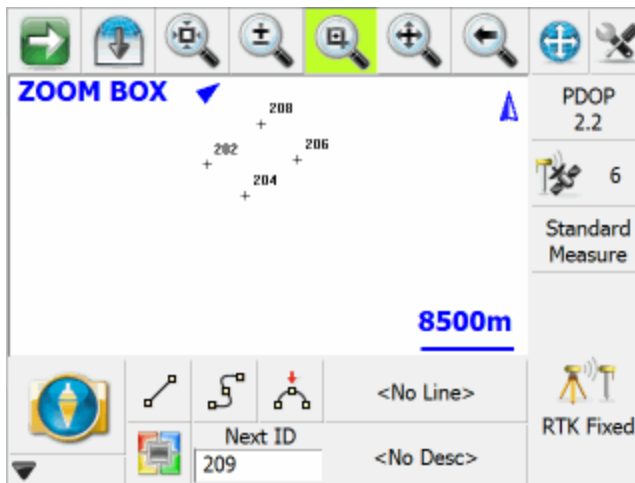 ZOOM BOX
208
202
206
204
8500m
PDOP
2.2
6
Standard
Measure
RTK Fixed
<No Line>
Next ID
209
<No Desc>